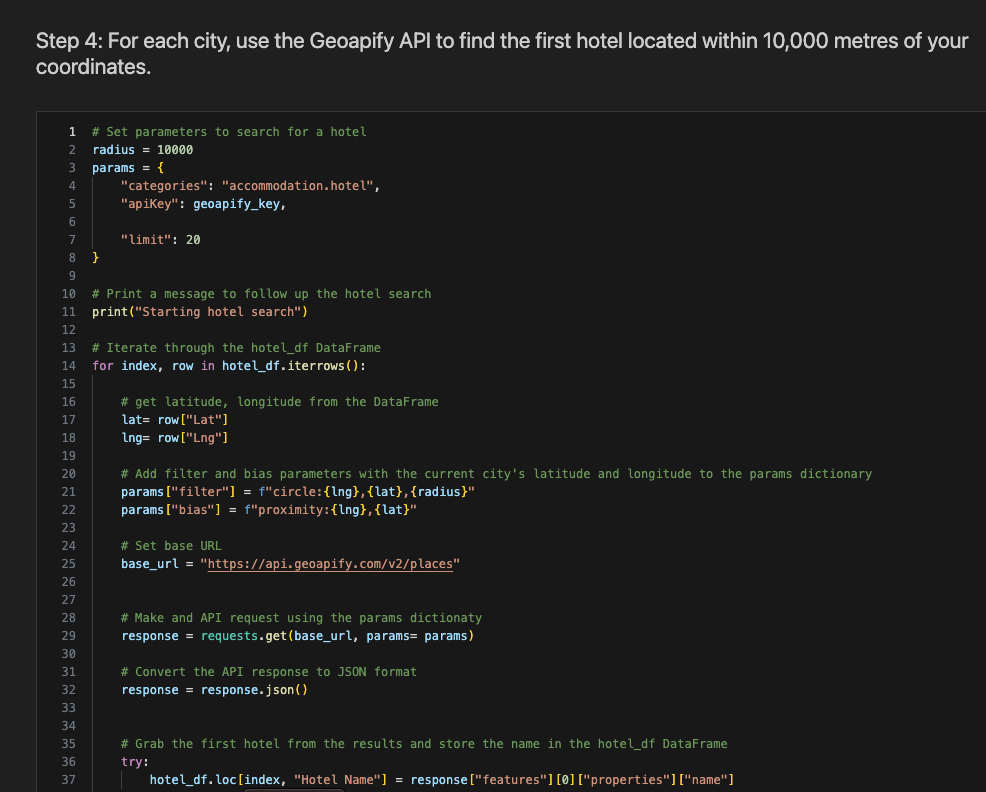 Step 4: For each city, use the Geoapify API to find the first hotel located within 10,000 metres of your
coordinates.
1 # Set parameters to search for a hotel
2 radius = 10000
3 params = {
4     "categories": "accommodation.hotel",
5     "apiKey": geoapify_key,
6
7     "limit": 20
8 }
9
10 # Print a message to follow up the hotel search
11 print("Starting hotel search")
12
13 # Iterate through the hotel_df DataFrame
14 for index, row in hotel_df.iterrows():
15
16     # get latitude, longitude from the DataFrame
17     lat= row["Lat"]
18     lng= row["Lng"]
19
20     # Add filter and bias parameters with the current city's latitude and longitude to the params dictionary
21     params["filter"] = f"circle:{lng},{lat},{radius}"
22     params["bias"] = f"proximity:{lng},{lat}"
23
24     # Set base URL
25     base_url = "https://api.geoapify.com/v2/places"
26
27
28     # Make and API request using the params dictionaty
29     response = requests.get(base_url, params= params)
30
31     # Convert the API response to JSON format
32     response = response.json()
33
34
35     # Grab the first hotel from the results and store the name in the hotel_df DataFrame
36     try:
37         hotel_df.loc[index, "Hotel Name"] = response["features"][0]["properties"]["name"]